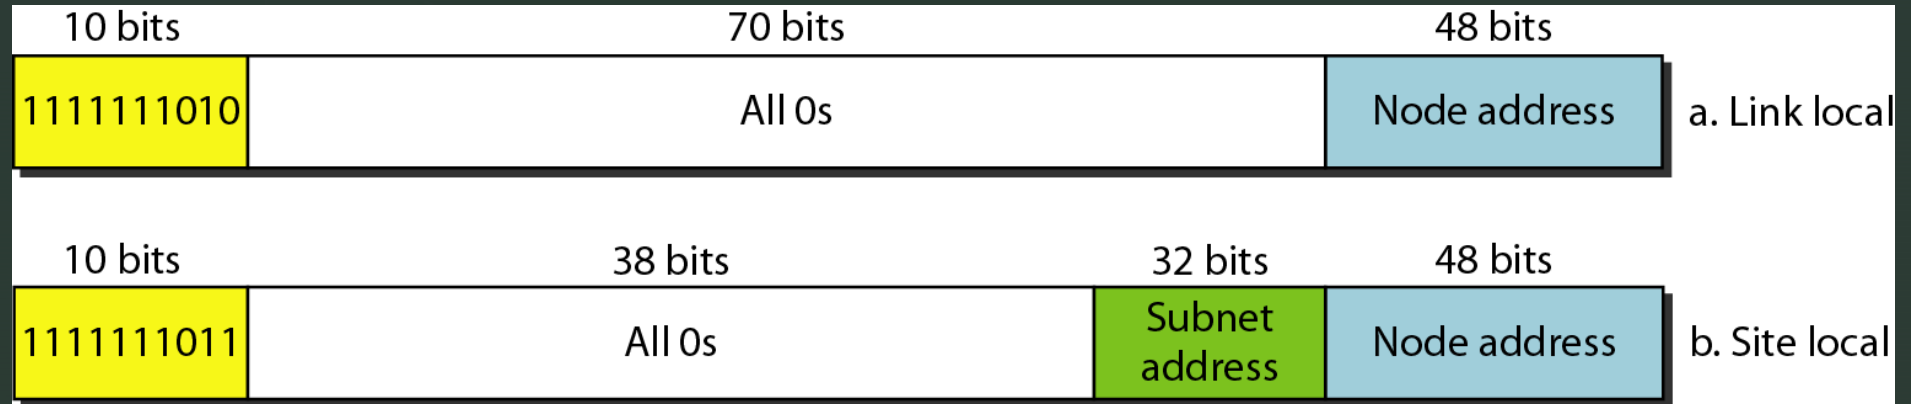 10 bits 70 bits 48 bits
1111111010 All 0s Node address a. Link local
10 bits 38 bits 32 bits 48 bits
1111111011 All 0s Subnet address Node address b. Site local